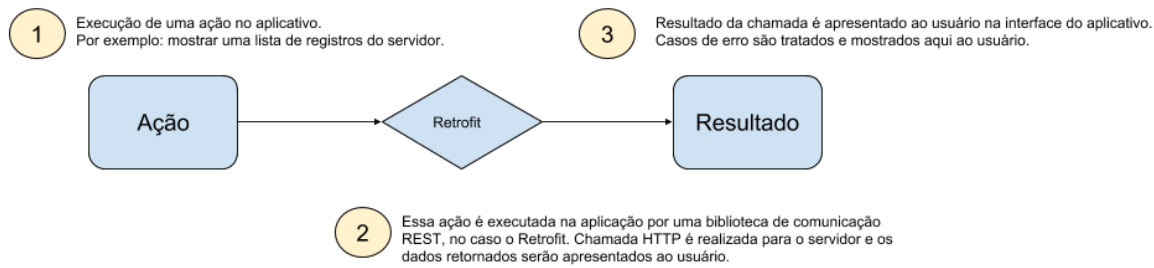 1
Execução de uma ação no aplicativo.
Por exemplo: mostrar uma lista de registros do servidor.
3
Resultado da chamada é apresentado ao usuário na interface do aplicativo.
Casos de erro são tratados e mostrados aqui ao usuário.
Ação
Retrofit
Resultado
2
Essa ação é executada na aplicação por uma biblioteca de comunicação
REST, no caso o Retrofit. Chamada HTTP é realizada para o servidor e os
dados retornados serão apresentados ao usuário.